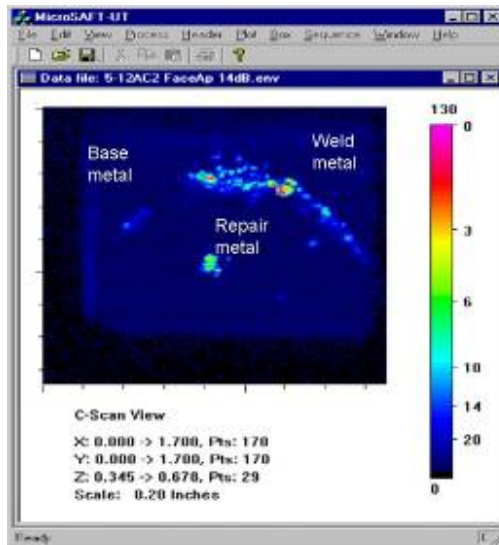 MicroSAFT-UT
File Edit View Process Header Plot Box Sequence Window Help
Data file: 5-12AC2 FaceAp 14dB.env
Base
metal
Weld
metal
Repair
metal
130
0
3
6
10
14
20
0
C-Scan View
X: 0.000 -> 1.700, Pts: 170
Y: 0.000 -> 1.700, Pts: 170
Z: 0.345 -> 0.678, Pts: 29
Scale: 0.20 Inches
Ready